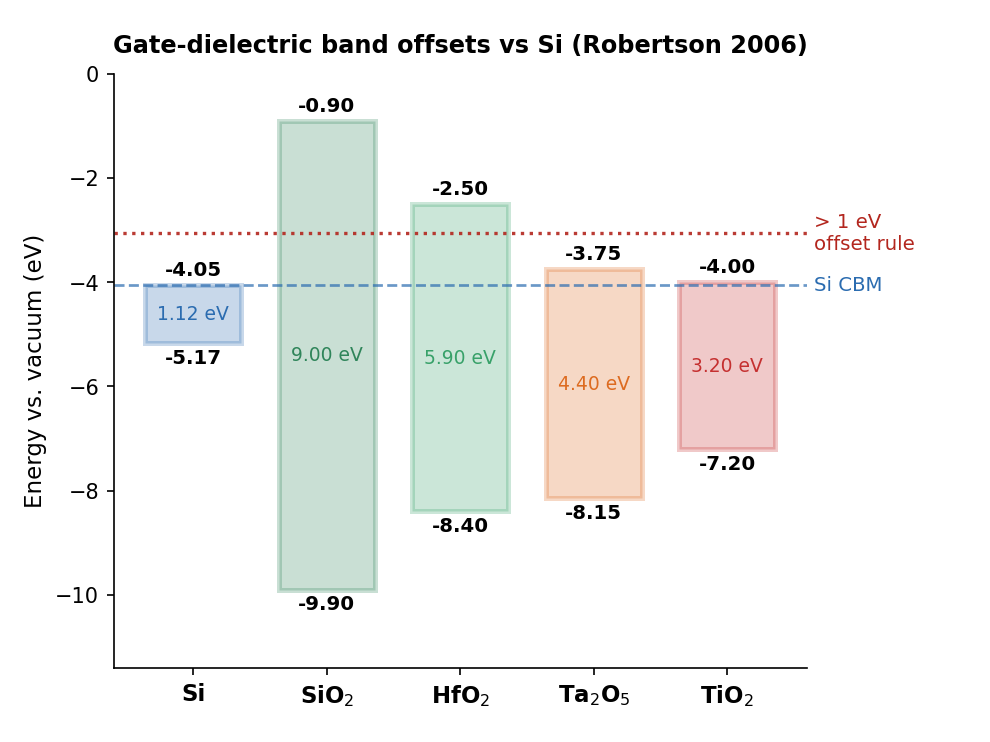 Gate-dielectric band offsets vs Si (Robertson 2006)
Energy vs. vacuum (eV)
0
−2
−4
−6
−8
−10
-4.05
1.12 eV
-5.17
-0.90
9.00 eV
-9.90
-2.50
5.90 eV
-8.40
-3.75
4.40 eV
-8.15
-4.00
3.20 eV
-7.20
> 1 eV
offset rule
Si CBM
Si
SiO₂
HfO₂
Ta₂O₅
TiO₂